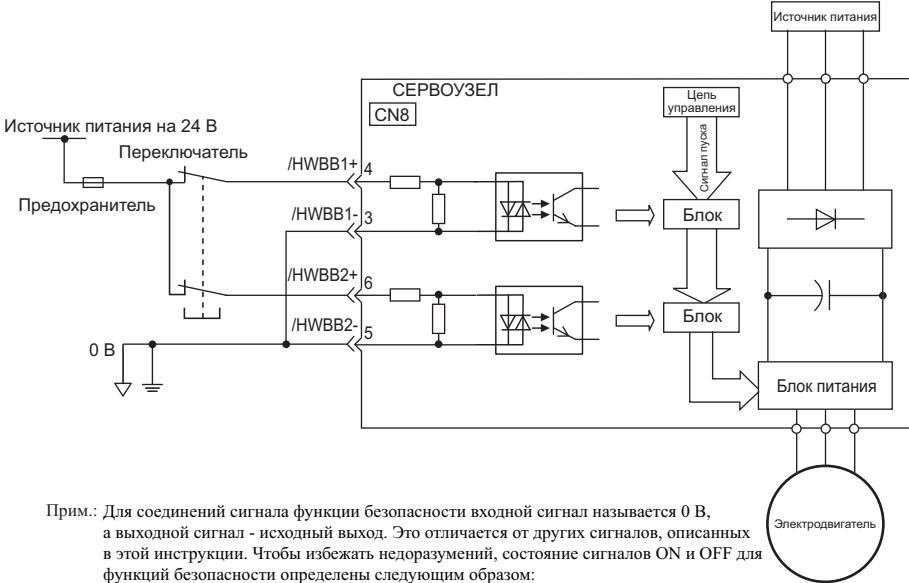 Источник питания
СЕРВОУЗЕЛ
CN8
Цепь
управления
Источник питания на 24 В
Переключатель
Предохранитель
Сигнал пуска
/HWBB1+
4
/HWBB1-
3
Блок
/HWBB2+
6
/HWBB2-
5
Блок
0 В
Блок питания
Электродвигатель
Прим.: Для соединений сигнала функции безопасности входной сигнал называется 0 В,
а выходной сигнал - исходный выход. Это отличается от других сигналов, описанных
в этой инструкции. Чтобы избежать недоразумений, состояние сигналов ON и OFF для
функций безопасности определены следующим образом: